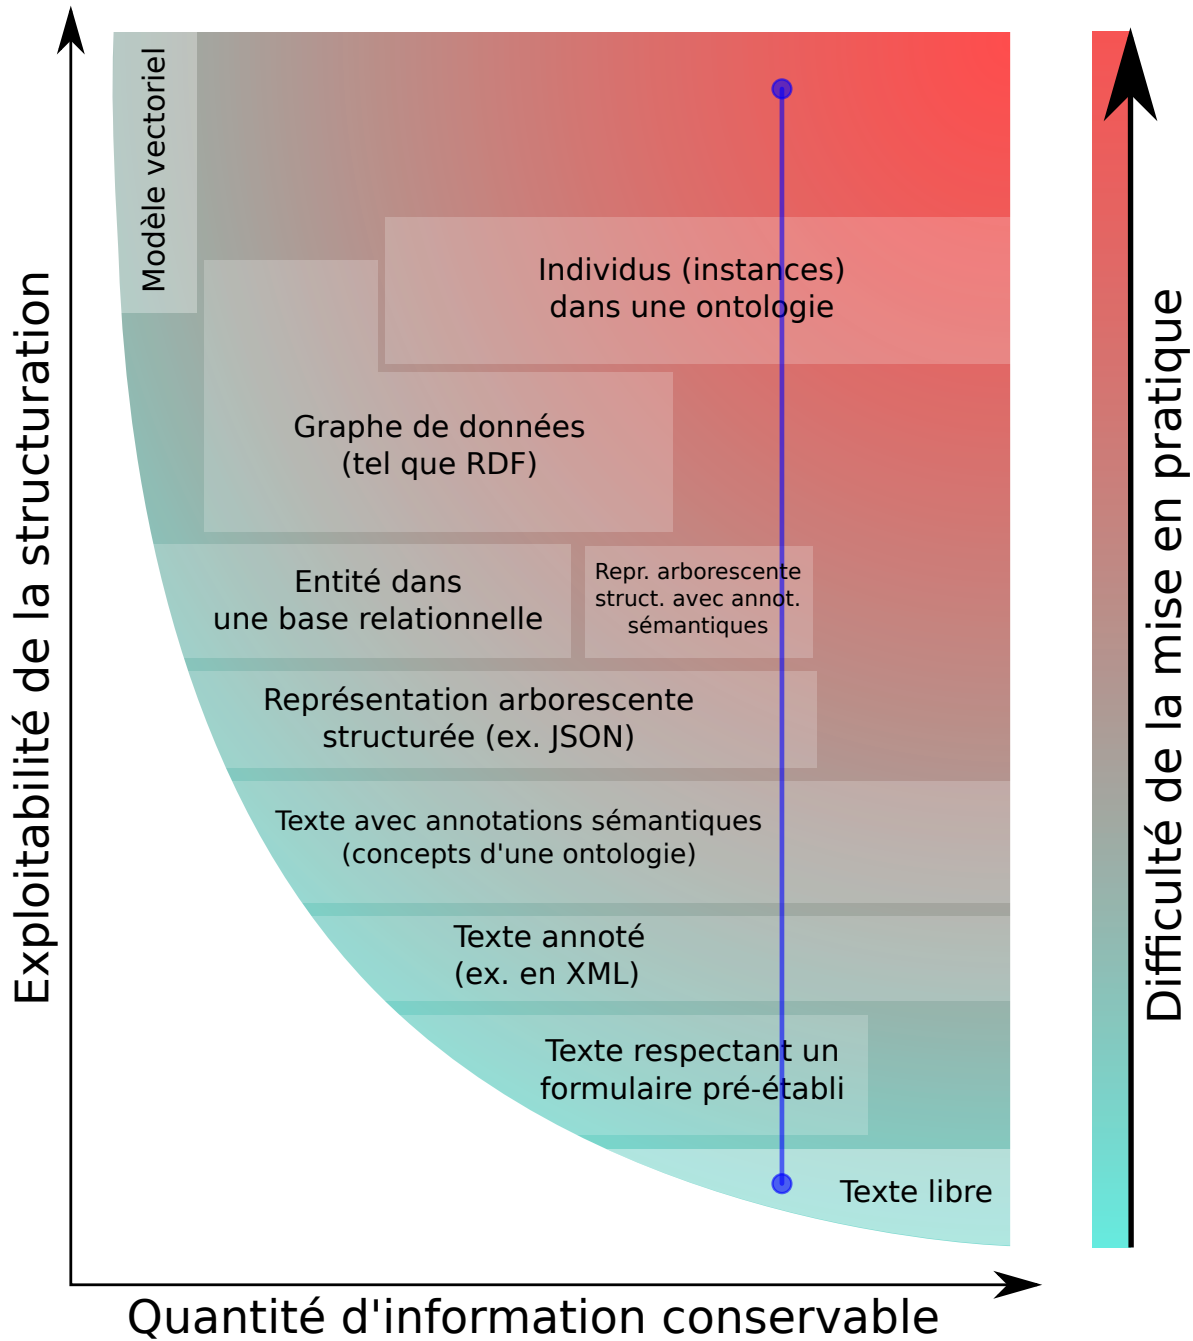 Modèle vectoriel
Individus (instances)
dans une ontologie
Graphe de données
(tel que RDF)
Entité dans
une base relationnelle
Repr. arborescente
struct. avec annot.
sémantiques
Représentation arborescente
structurée (ex. JSON)
Texte avec annotations sémantiques
(concepts d'une ontologie)
Texte annoté
(ex. en XML)
Texte respectant un
formulaire pré-établi
Texte libre
Exploitabilité de la structuration
Quantité d'information conservable
Difficulté de la mise en pratique